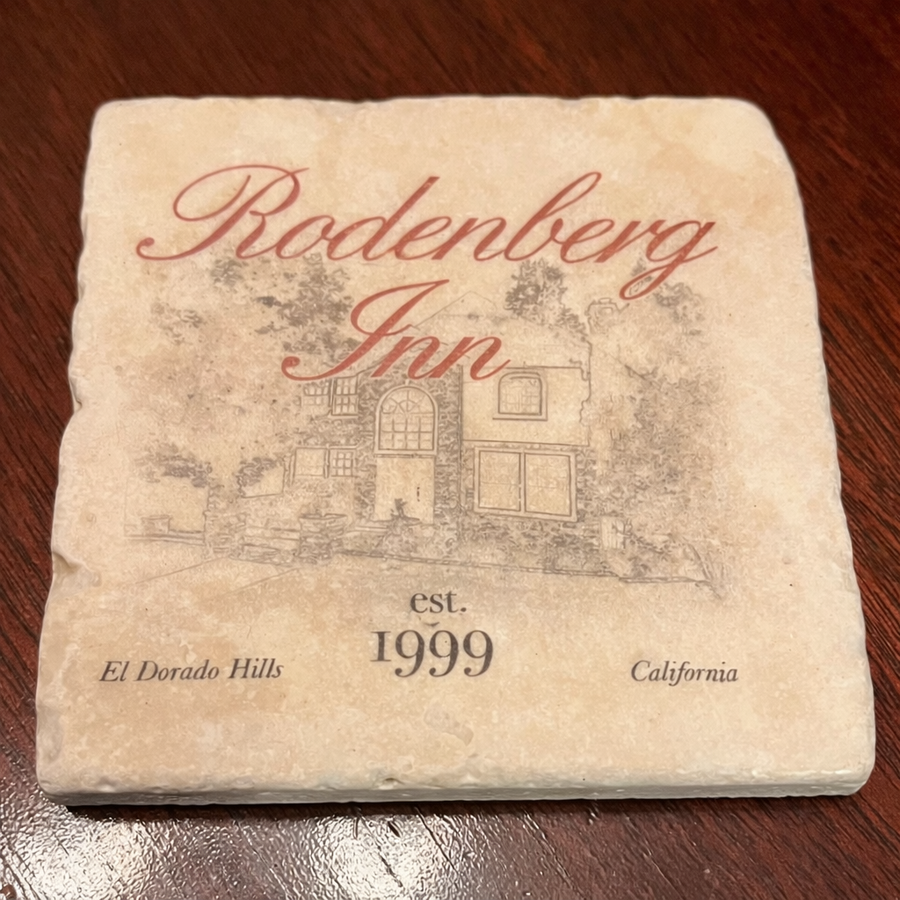 Rodenberg
Inn
est.
1999
El Dorado Hills California